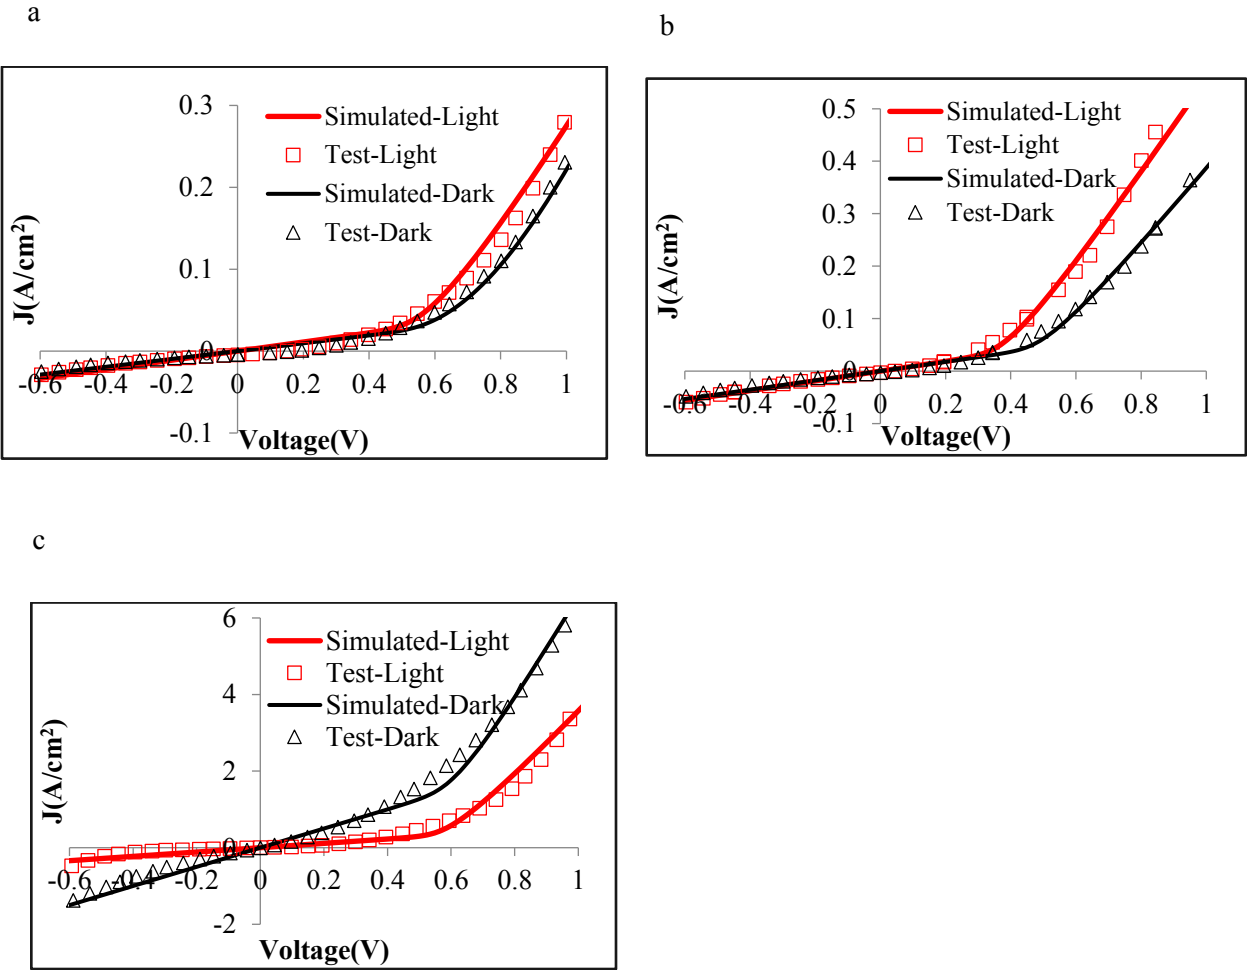 a
0.3
Simulated-Light
Test-Light
0.2
Simulated-Dark
Test-Dark
0.1
J(A/cm²)
0
-0.6 -0.4 -0.2 0 0.2 0.4 0.6 0.8 1
-0.1
Voltage(V)
b
0.5
Simulated-Light
Test-Light
0.4
Simulated-Dark
0.3
Test-Dark
0.2
J(A/cm²)
0.1
0
-0.6 -0.4 -0.2 0 0.2 0.4 0.6 0.8 1
-0.1
Voltage(V)
c
6
Simulated-Light
Test-Light
4
Simulated-Dark
Test-Dark
2
J(A/cm²)
0
-0.6 -0.4 -0.2 0 0.2 0.4 0.6 0.8 1
-2
Voltage(V)